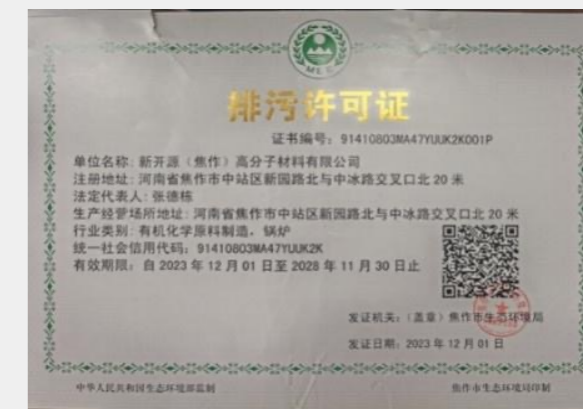 MEE
排污许可证
证书编号：91410803MA47YUUK2K001P
单位名称：新开源（焦作）高分子材料有限公司
注册地址：河南省焦作市中站区新园路北与中冰路交叉口北20米
法定代表人：张德栋
生产经营场所地址：河南省焦作市中站区新园路北与中冰路交叉口北20米
行业类别：有机化学原料制造，锅炉
统一社会信用代码：91410803MA47YUUK2K
有效期限：自2023年12月01日至2028年11月30日止
发证机关：（盖章）焦作市生态环境局
发证日期：2023年12月01日
中华人民共和国生态环境部监制
焦作市生态环境局印制